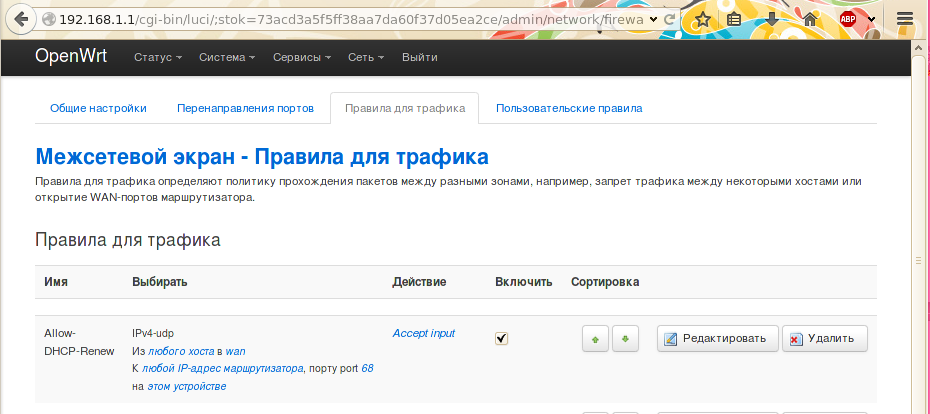 192.168.1.1/cgi-bin/luci/;stok=73acd3a5f5ff38aa7da60f37d05ea2ce/admin/network/firewa
ABP
OpenWrt Статус Система Сервисы Сеть Выйти
Общие настройки Перенаправления портов Правила для трафика Пользовательские правила
Межсетевой экран - Правила для трафика
Правила для трафика определяют политику прохождения пакетов между разными зонами, например, запрет трафика между некоторыми хостами или
открытие WAN-портов маршрутизатора.
Правила для трафика
Имя Выбирать Действие Включить Сортировка
Allow-
DHCP-Renew
IPv4-udp
Из любого хоста в wan
К любой IP-адрес маршрутизатора, порту port 68
на этом устройстве
Accept input
Редактировать Удалить